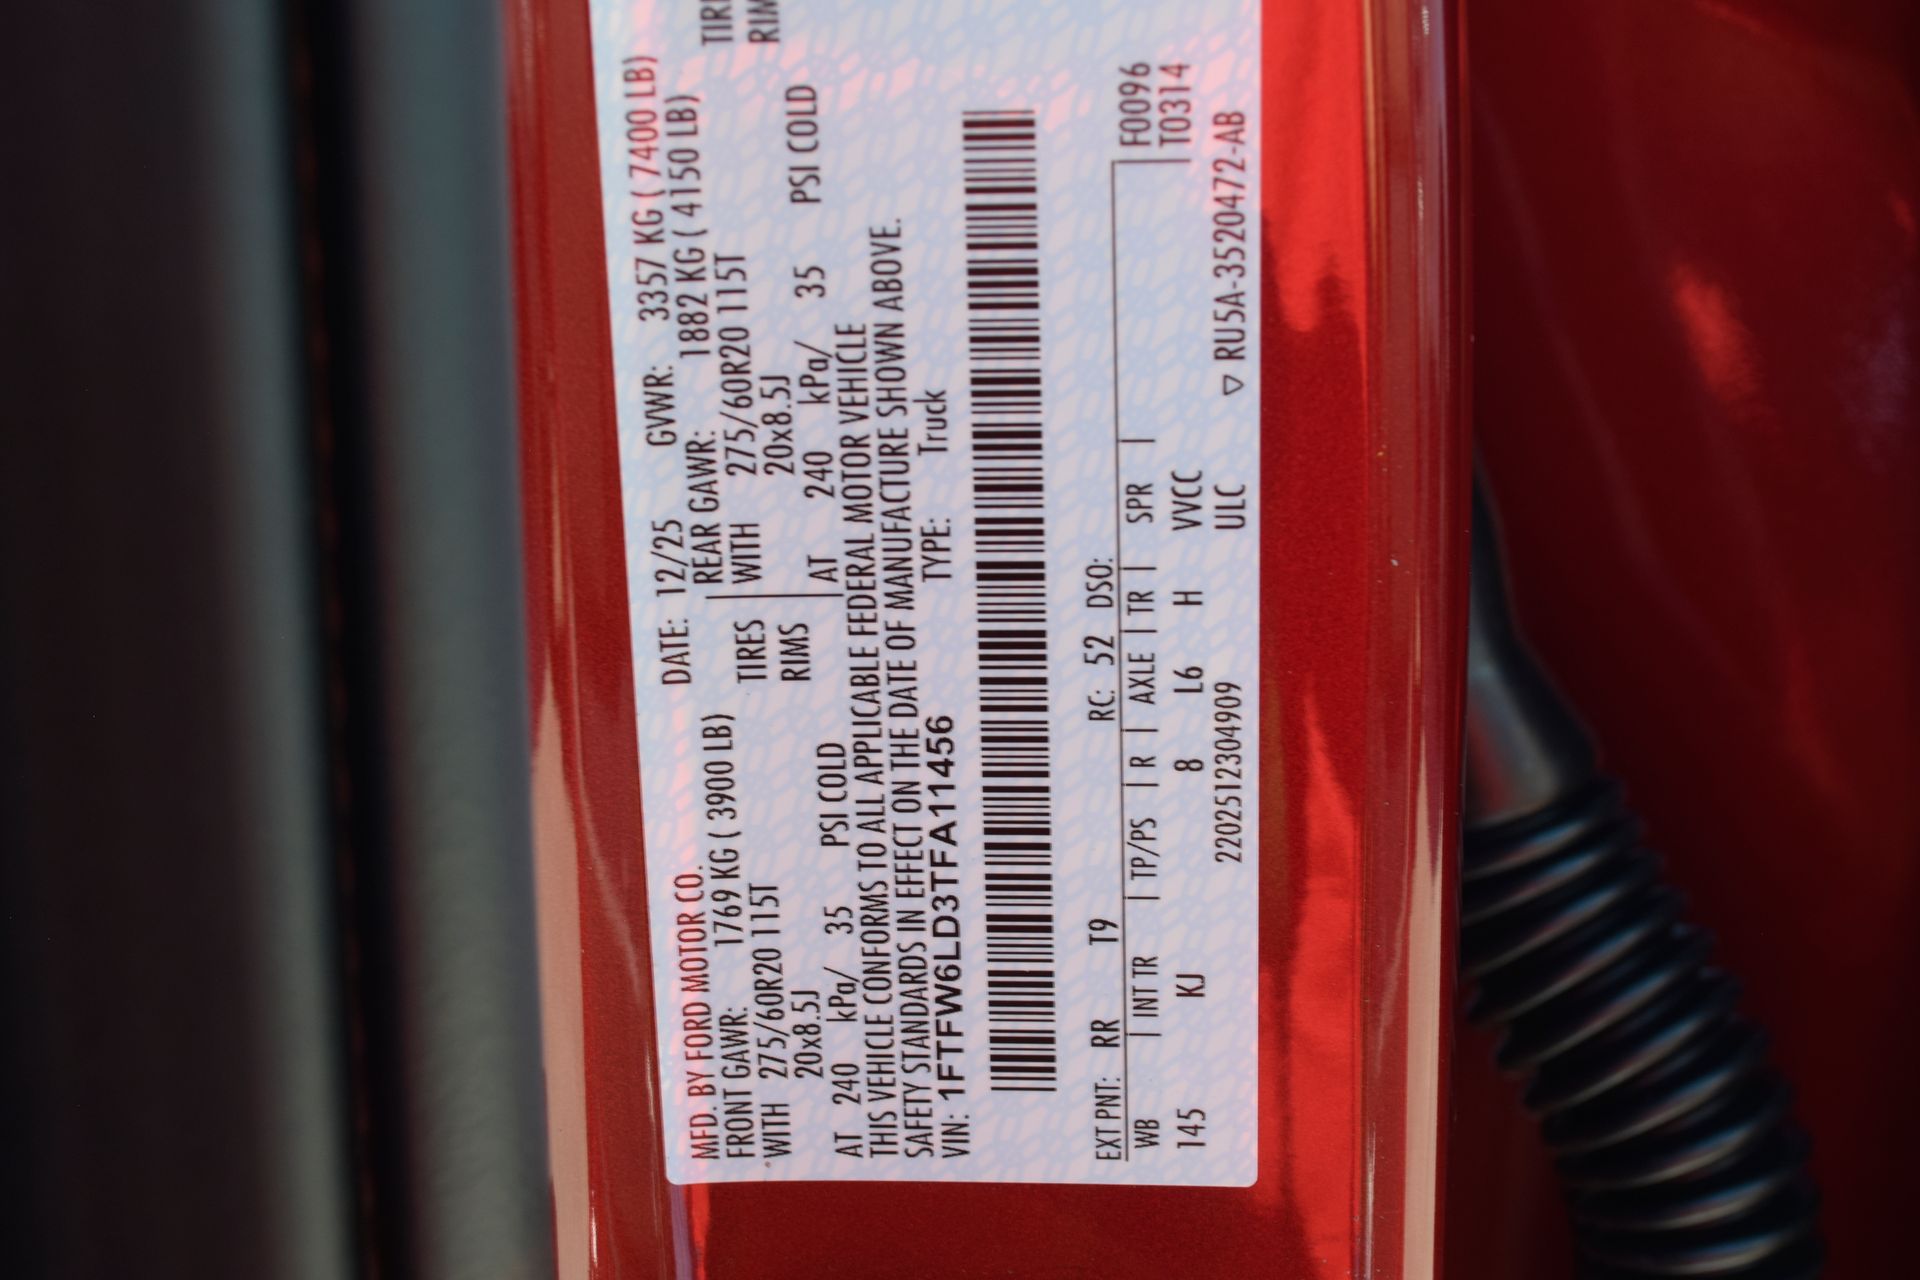 MFD. BY FORD MOTOR CO. DATE: 12/25 GVWR: 3357 KG ( 7400 LB)
FRONT GAWR: 1769 KG ( 3900 LB) REAR GAWR: 1882 KG ( 4150 LB)
WITH 275/60R20 115T TIRES WITH 275/60R20 115T
20x8.5J RIMS 20x8.5J
AT 240 kPa/ 35 PSI COLD AT 240 kPa/ 35 PSI COLD
THIS VEHICLE CONFORMS TO ALL APPLICABLE FEDERAL MOTOR VEHICLE
SAFETY STANDARDS IN EFFECT ON THE DATE OF MANUFACTURE SHOWN ABOVE.
VIN: 1FTFW6LD3TFA11456 TYPE: Truck
EXT PNT: RR T9 RC: 52 DSO: F0096
WB | INT TR | TP/PS | R | AXLE | TR | SPR | T0314
145 KJ 8 L6 H VVCC
2202512304909 ULC ▽ RU5A-3520472-AB